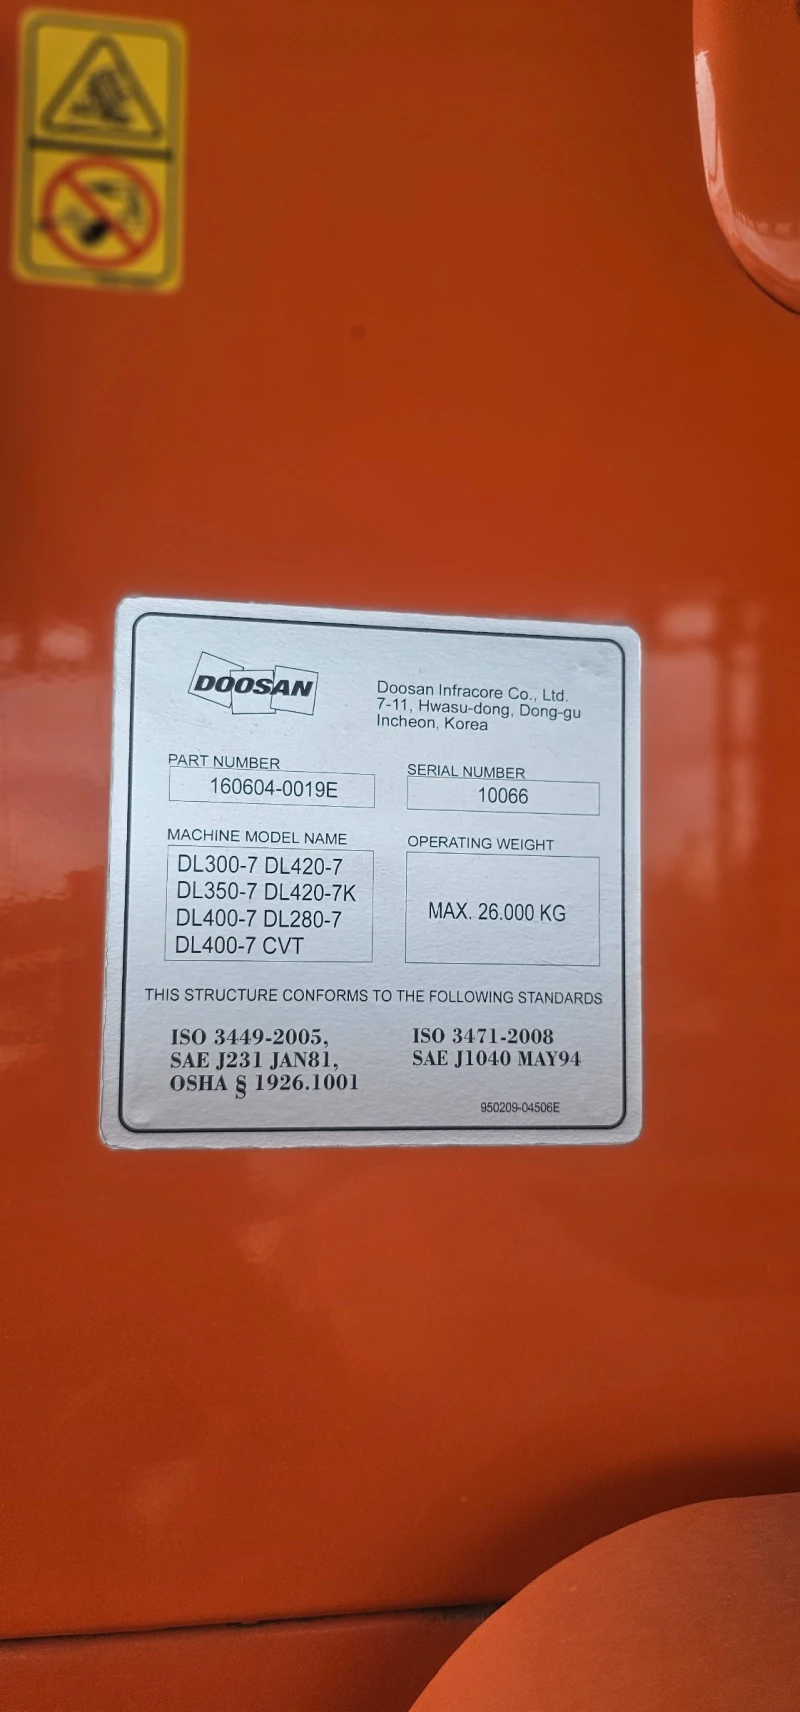 DOOSAN
Doosan Infracore Co., Ltd.
7-11, Hwasu-dong, Dong-gu
Incheon, Korea
PART NUMBER
160604-0019E
SERIAL NUMBER
10066
MACHINE MODEL NAME
DL300-7 DL420-7
DL350-7 DL420-7K
DL400-7 DL280-7
DL400-7 CVT
OPERATING WEIGHT
MAX. 26.000 KG
THIS STRUCTURE CONFORMS TO THE FOLLOWING STANDARDS
ISO 3449-2005,
SAE J231 JAN81,
OSHA § 1926.1001
ISO 3471-2008
SAE J1040 MAY94
950209-04506E